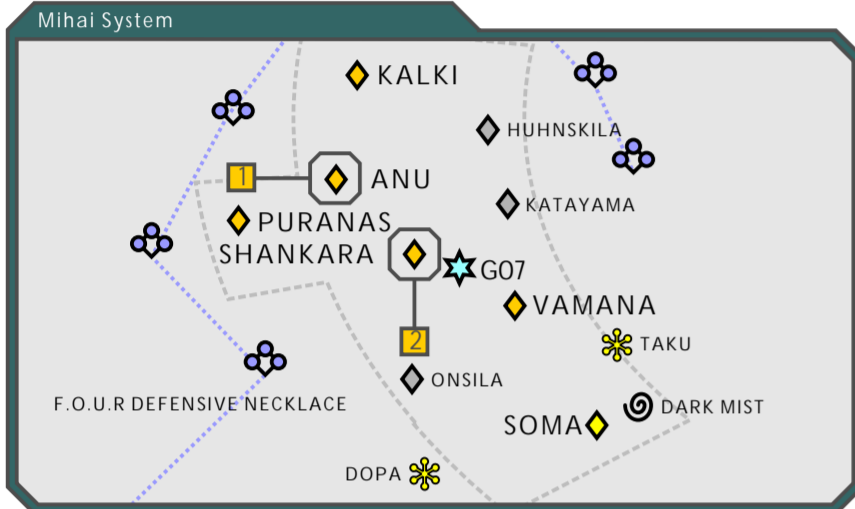 Mihai System
KALKI
HUHNSKILA
1
ANU
KATAYAMA
PURANAS
SHANKARA
G07
VAMANA
2
TAKU
ONSILA
F.O.U.R DEFENSIVE NECKLACE
DARK MIST
SOMA
DOPA